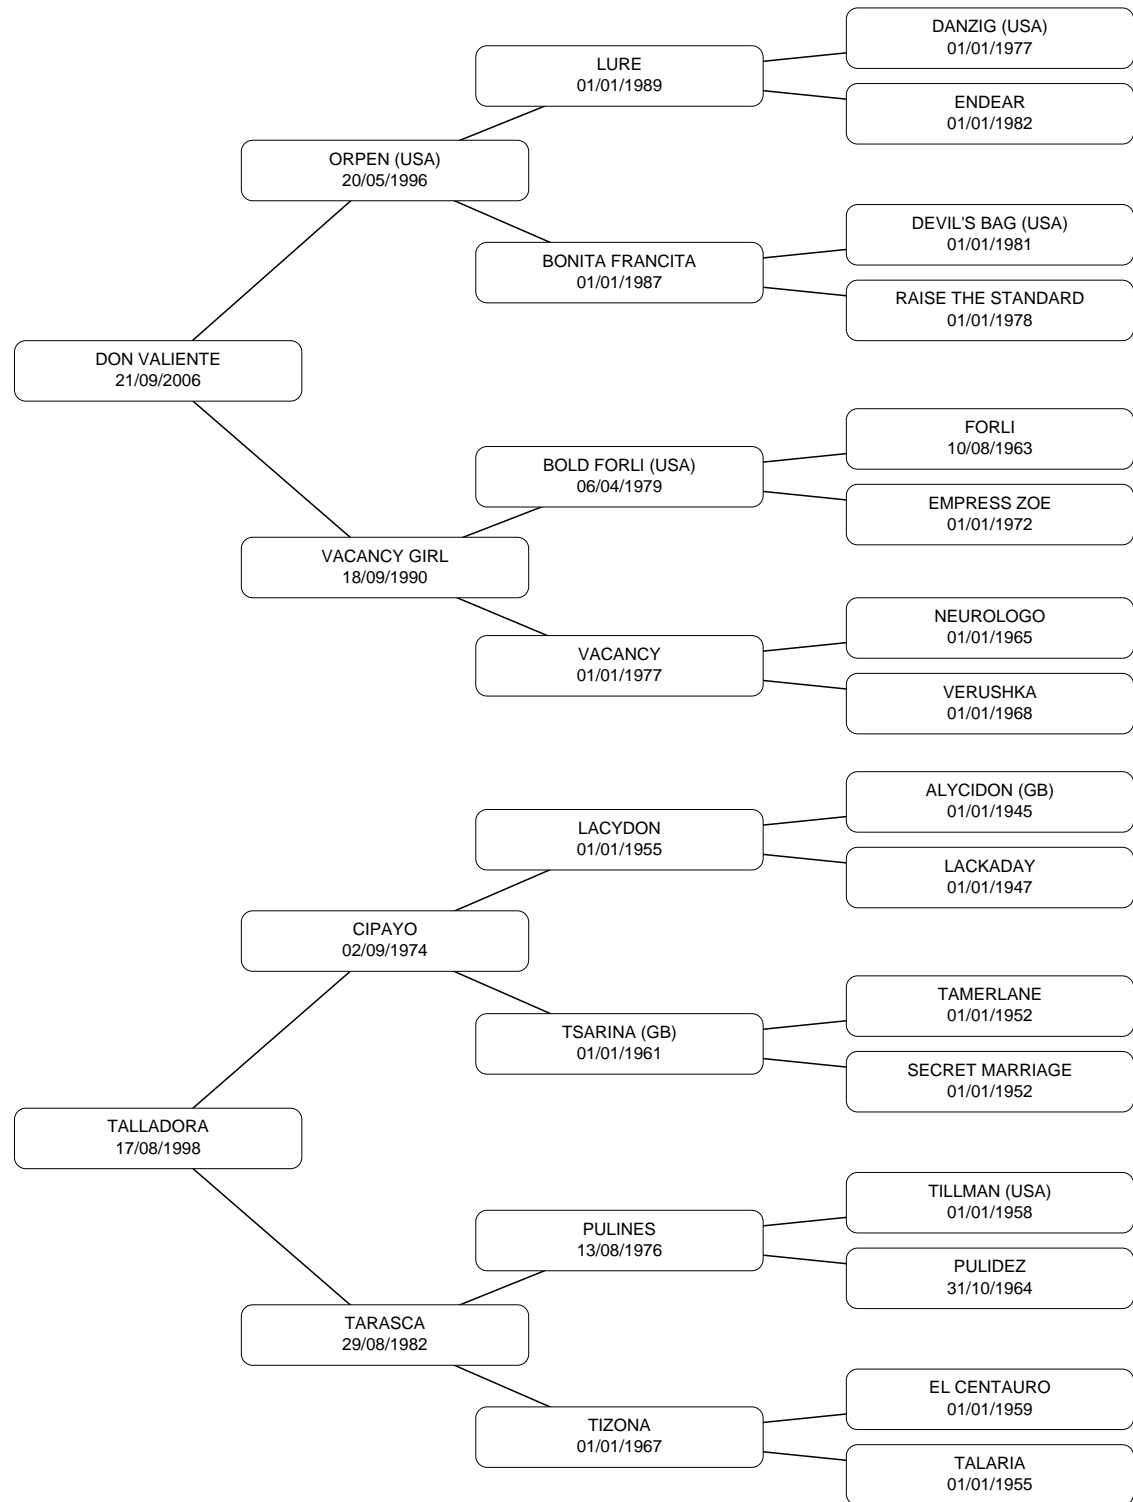 DANZIG (USA)
01/01/1977
LURE
01/01/1989
ENDEAR
01/01/1982
ORPEN (USA)
20/05/1996
DEVIL'S BAG (USA)
01/01/1981
BONITA FRANCITA
01/01/1987
RAISE THE STANDARD
01/01/1978
DON VALIENTE
21/09/2006
FORLI
10/08/1963
BOLD FORLI (USA)
06/04/1979
EMPRESS ZOE
01/01/1972
VACANCY GIRL
18/09/1990
NEUROLOGO
01/01/1965
VACANCY
01/01/1977
VERUSHKA
01/01/1968
ALYCIDON (GB)
01/01/1945
LACYDON
01/01/1955
LACKADAY
01/01/1947
CIPAYO
02/09/1974
TAMERLANE
01/01/1952
TSARINA (GB)
01/01/1961
SECRET MARRIAGE
01/01/1952
TALLADORA
17/08/1998
TILLMAN (USA)
01/01/1958
PULINES
13/08/1976
PULIDEZ
31/10/1964
TARASCA
29/08/1982
EL CENTAURO
01/01/1959
TIZONA
01/01/1967
TALARIA
01/01/1955